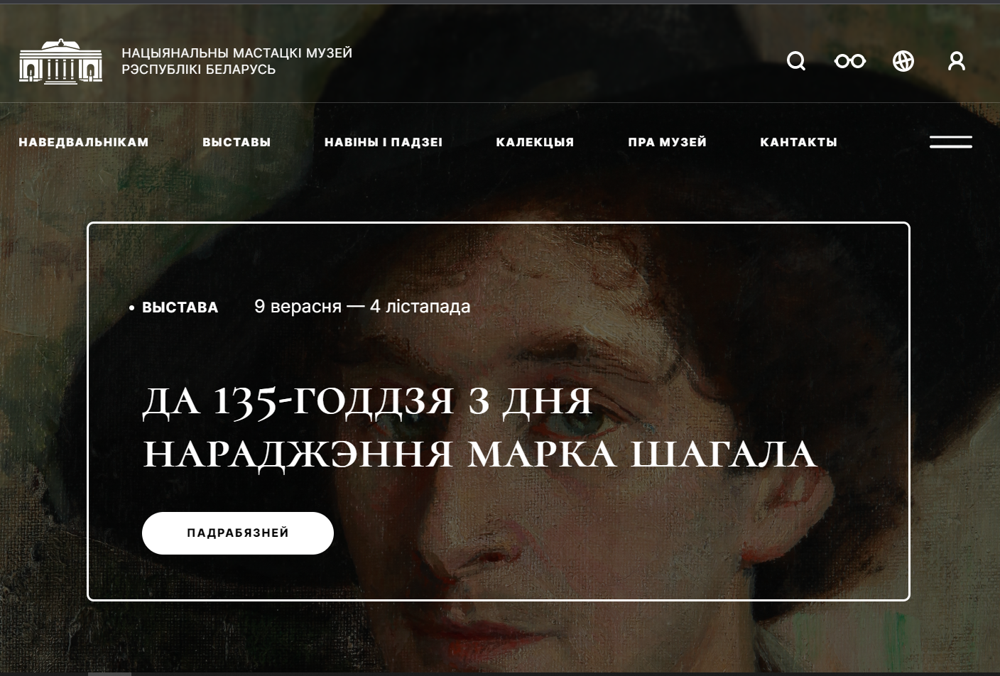 НАЦЫЯНАЛЬНЫ МАСТАЦКІ МУЗЕЙ
РЭСПУБЛІКІ БЕЛАРУСЬ
НАВЕДВАЛЬНІКАМ ВЫСТАВЫ НАВІНЫ І ПАДЗЕІ КАЛЕКЦЫЯ ПРА МУЗЕЙ КАНТАКТЫ
• ВЫСТАВА 9 верасня — 4 лістапада
ДА 135-ГОДДЗЯ З ДНЯ
НАРАДЖЭННЯ МАРКА ШАГАЛА
ПАДРАБЯЗНЕЙ